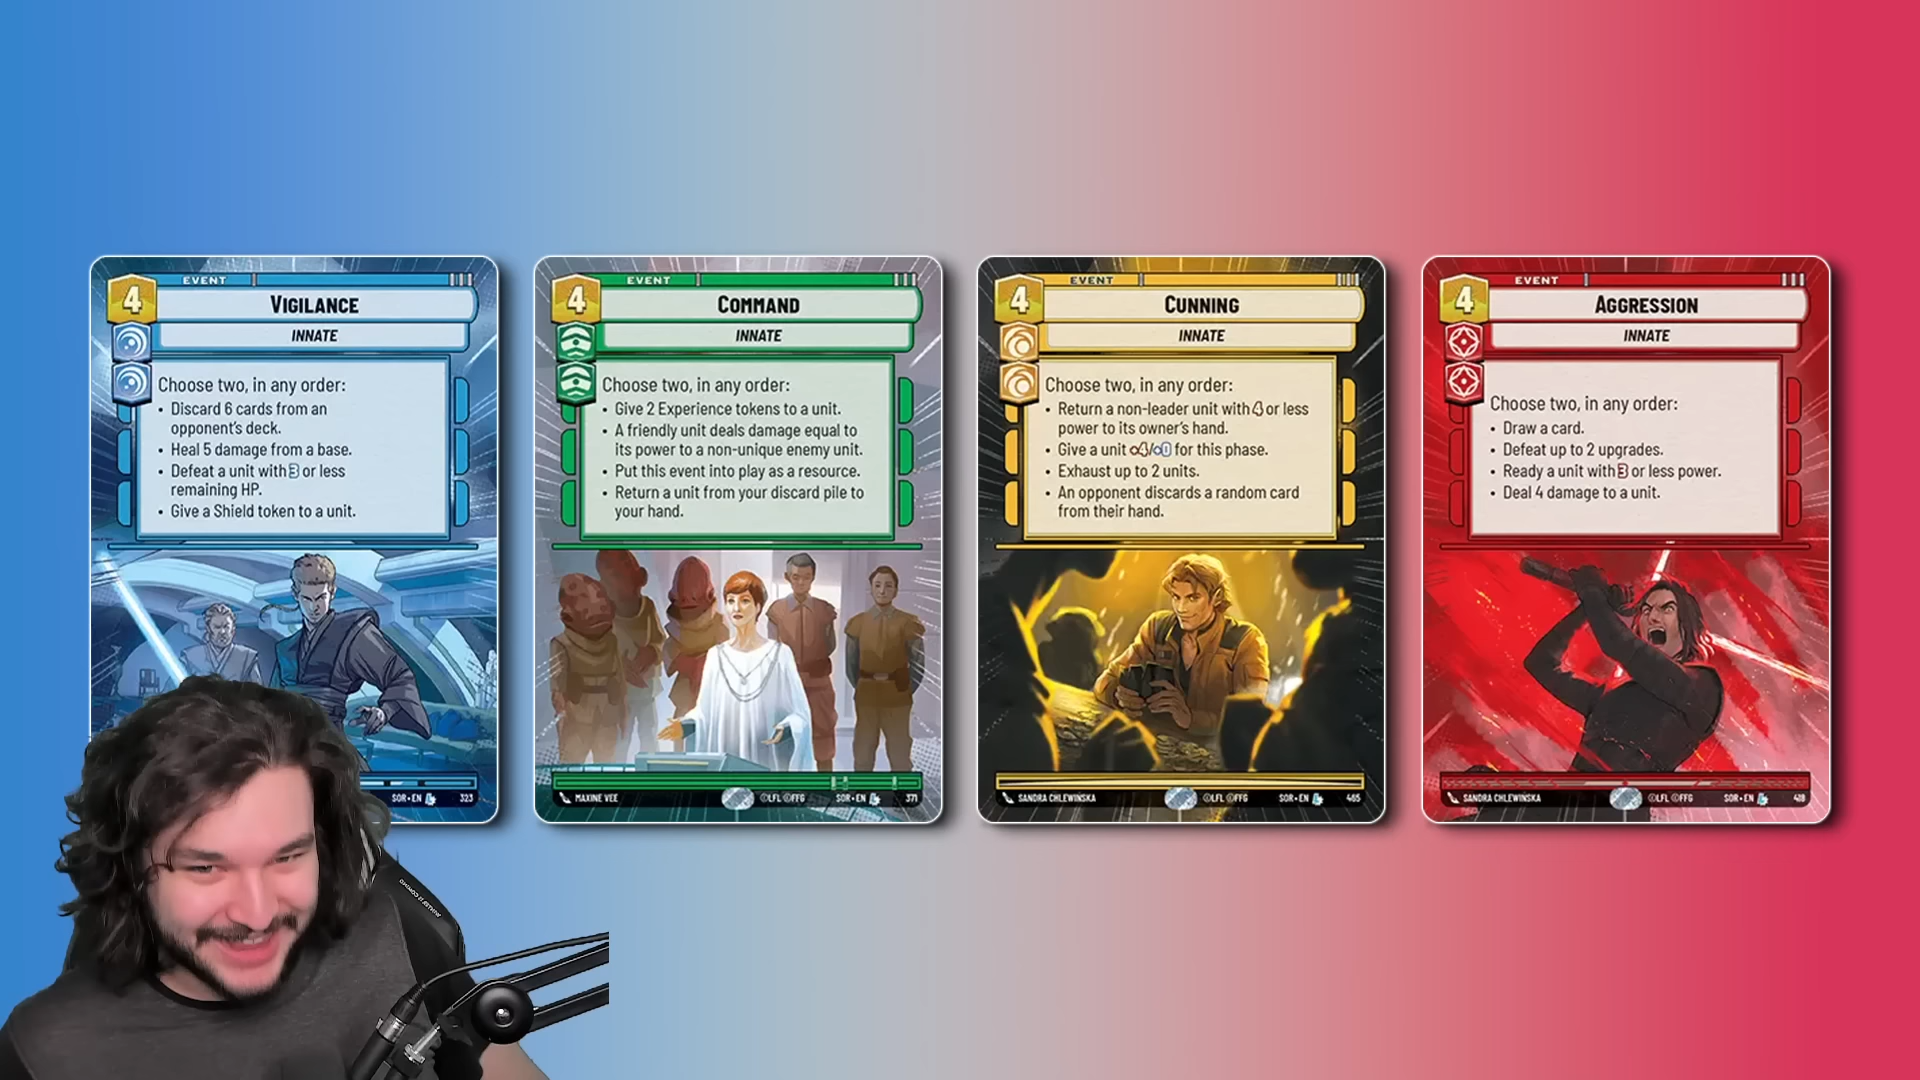 EVENT
4
VIGILANCE
INNATE
Choose two, in any order:
• Discard 6 cards from an
opponent's deck.
• Heal 5 damage from a base.
• Defeat a unit with 3 or less
remaining HP.
• Give a Shield token to a unit.
SOR•EN 323
EVENT
4
COMMAND
INNATE
Choose two, in any order:
• Give 2 Experience tokens to a unit.
• A friendly unit deals damage equal to
its power to a non-unique enemy unit.
• Put this event into play as a resource.
• Return a unit from your discard pile to
your hand.
MAXINE VEE ©LFL ©FFG SOR•EN 371
EVENT
4
CUNNING
INNATE
Choose two, in any order:
• Return a non-leader unit with 4 or less
power to its owner's hand.
• Give a unit +4/+0 for this phase.
• Exhaust up to 2 units.
• An opponent discards a random card
from their hand.
SANDRA CHLEWINSKA ©LFL ©FFG SOR•EN 465
EVENT
4
AGGRESSION
INNATE
Choose two, in any order:
• Draw a card.
• Defeat up to 2 upgrades.
• Ready a unit with 3 or less power.
• Deal 4 damage to a unit.
SANDRA CHLEWINSKA ©LFL ©FFG SOR•EN 418